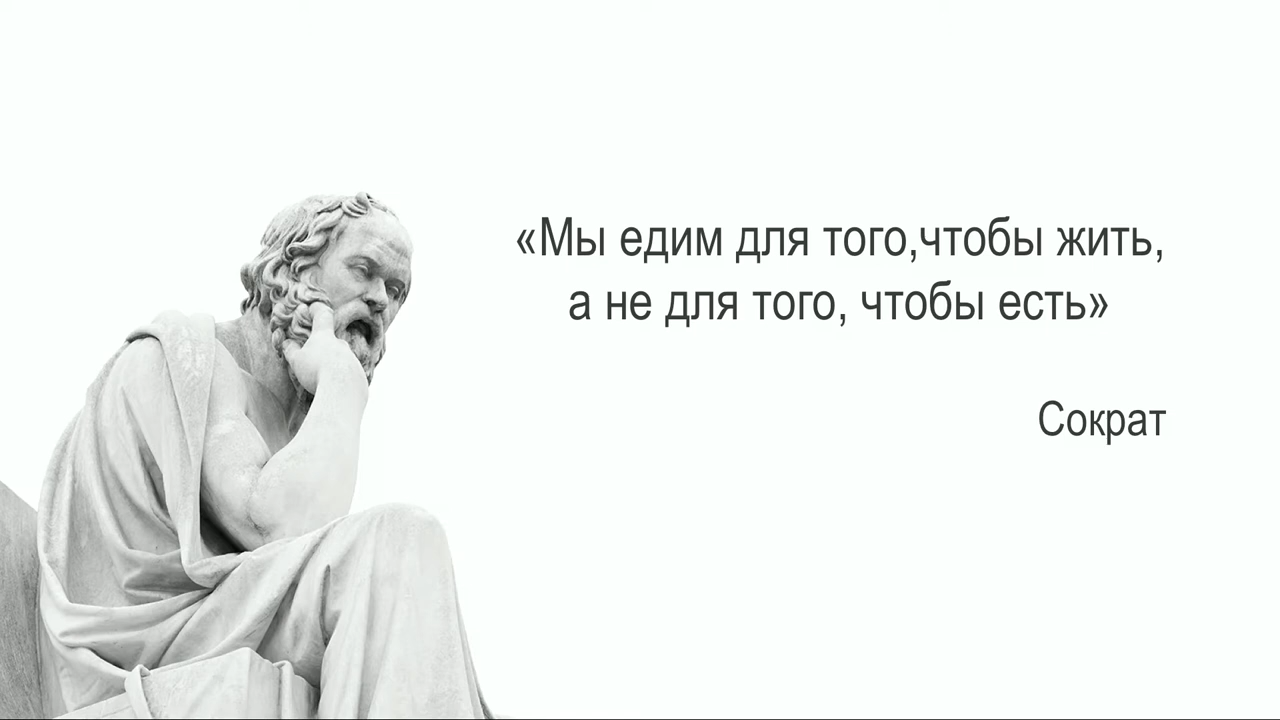 «Мы едим для того,чтобы жить,
а не для того, чтобы есть»
Сократ